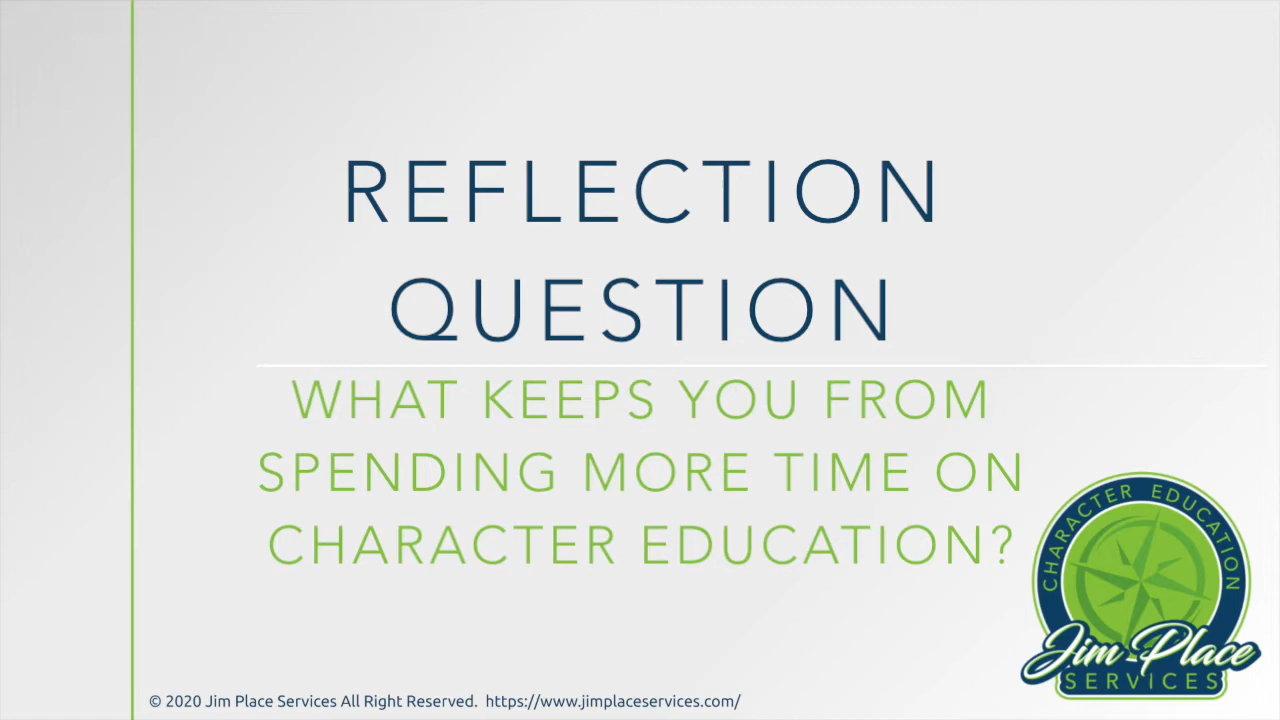 REFLECTION
QUESTION
WHAT KEEPS YOU FROM
SPENDING MORE TIME ON
CHARACTER EDUCATION?
CHARACTER EDUCATION
Jim Place
SERVICES
© 2020 Jim Place Services All Right Reserved. https://www.jimplaceservices.com/